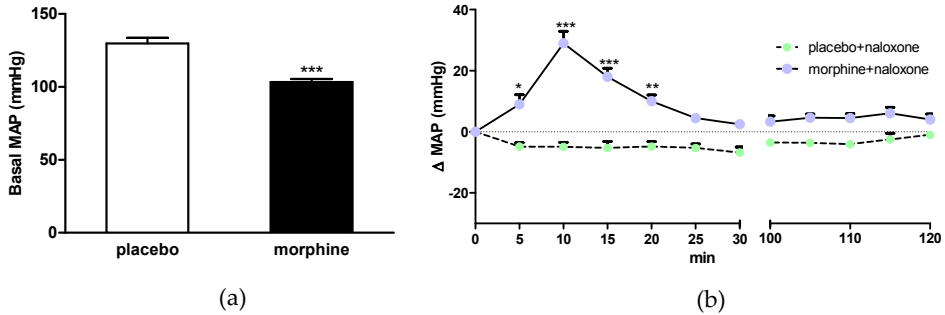 150
100
50
0
Basal MAP (mmHg)
***
placebo
morphine
(a)
40
20
0
-20
Δ MAP (mmHg)
*
***
***
**
placebo+naloxone
morphine+naloxone
0 5 10 15 20 25 30 100 110 120
min
(b)